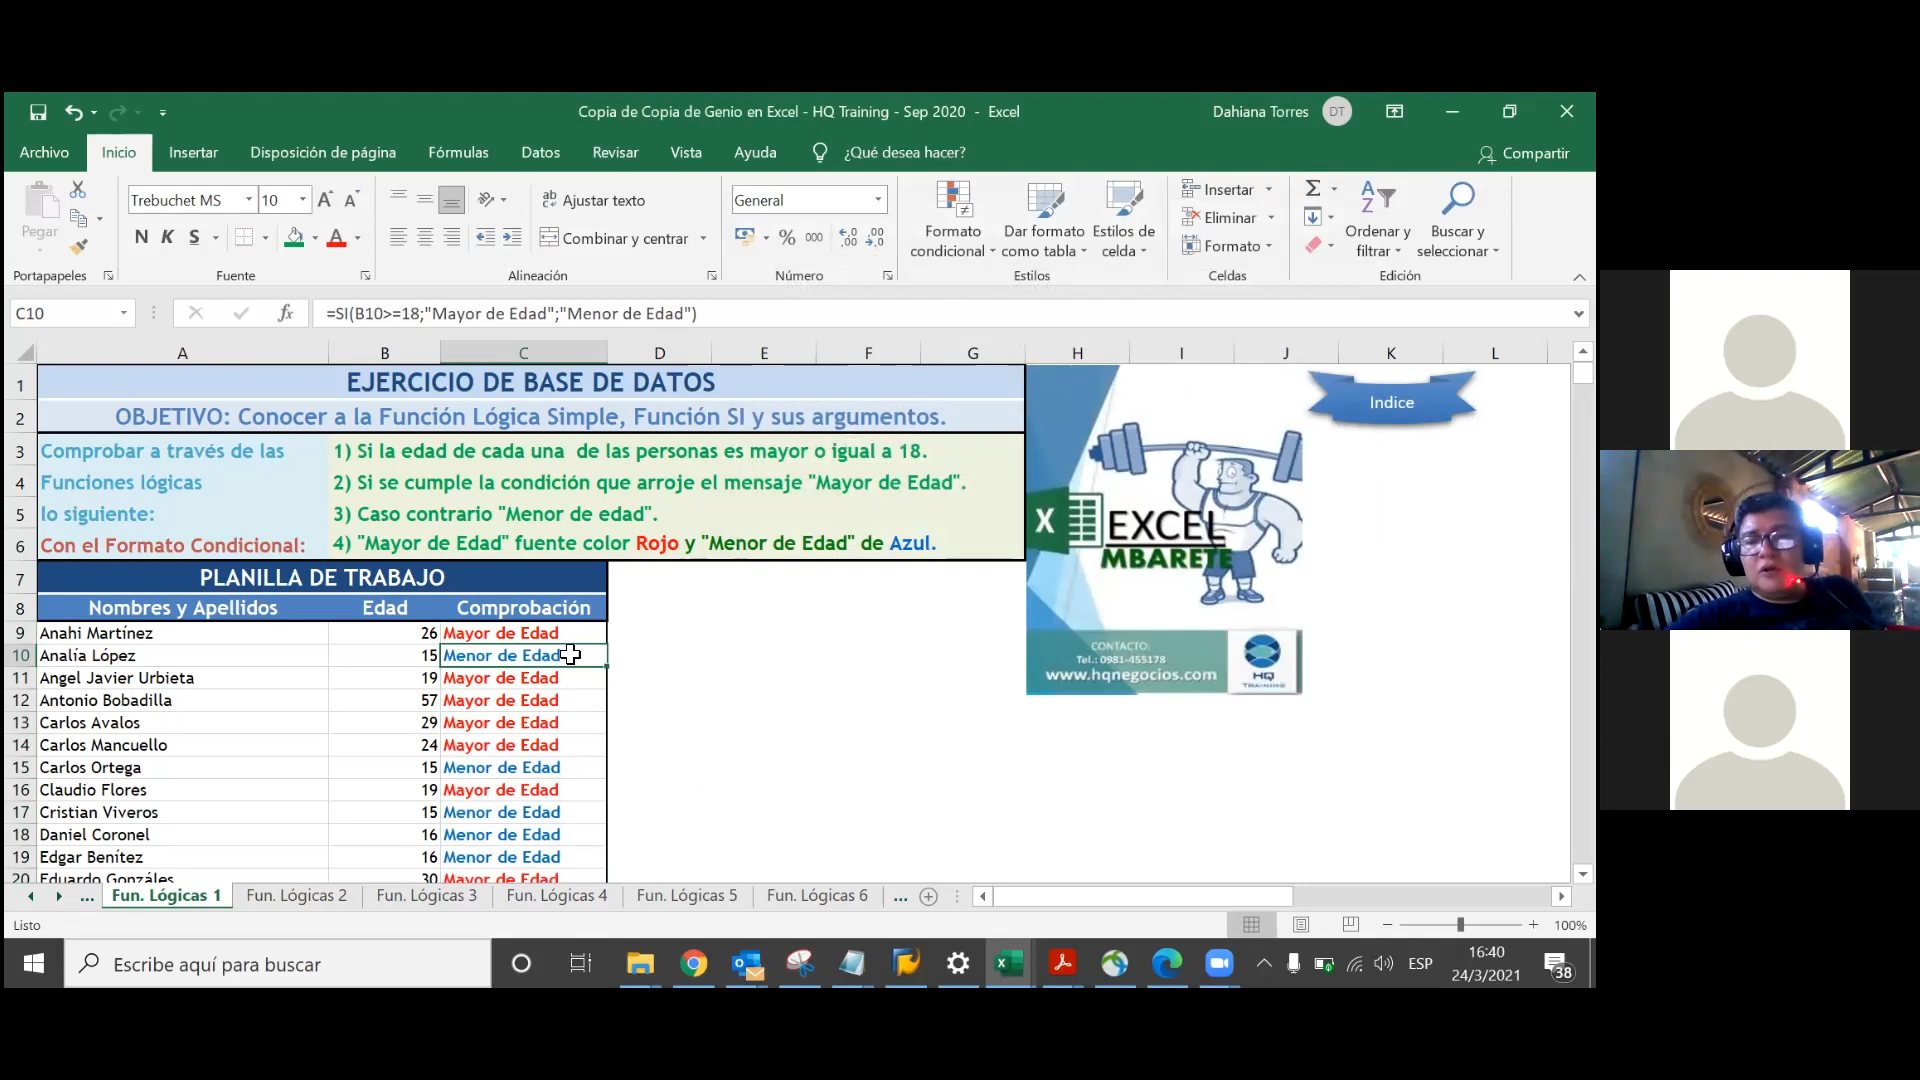 Copia de Copia de Genio en Excel - HQ Training - Sep 2020 - Excel
Dahiana Torres
DT
Archivo
Inicio
Insertar
Disposición de página
Fórmulas
Datos
Revisar
Vista
Ayuda
¿Qué desea hacer?
Compartir
Pegar
Portapapeles
Trebuchet MS
10
N K S
Fuente
Ajustar texto
Combinar y centrar
Alineación
General
% 000
Número
Formato condicional
Dar formato como tabla
Estilos de celda
Estilos
Insertar
Eliminar
Formato
Celdas
Ordenar y filtrar
Buscar y seleccionar
Edición
C10
fx
=SI(B10>=18;"Mayor de Edad";"Menor de Edad")
A B C D E F G H I J K L
1 EJERCICIO DE BASE DE DATOS
2 OBJETIVO: Conocer a la Función Lógica Simple, Función SI y sus argumentos.
3 Comprobar a través de las 1) Si la edad de cada una de las personas es mayor o igual a 18.
4 Funciones lógicas 2) Si se cumple la condición que arroje el mensaje "Mayor de Edad".
5 lo siguiente: 3) Caso contrario "Menor de edad".
6 Con el Formato Condicional: 4) "Mayor de Edad" fuente color Rojo y "Menor de Edad" de Azul.
7 PLANILLA DE TRABAJO
8 Nombres y Apellidos Edad Comprobación
9 Anahi Martínez 26 Mayor de Edad
10 Analía López 15 Menor de Edad
11 Angel Javier Urbieta 19 Mayor de Edad
12 Antonio Bobadilla 57 Mayor de Edad
13 Carlos Avalos 29 Mayor de Edad
14 Carlos Mancuello 24 Mayor de Edad
15 Carlos Ortega 15 Menor de Edad
16 Claudio Flores 19 Mayor de Edad
17 Cristian Viveros 15 Menor de Edad
18 Daniel Coronel 16 Menor de Edad
19 Edgar Benítez 16 Menor de Edad
20 Eduardo Gonzáles 30 Mayor de Edad
Indice
X
EXCEL
MBARETE
CONTACTO:
Tel.: 0981-455178
www.hqnegocios.com
HQ
TRAINING
... Fun. Lógicas 1
Fun. Lógicas 2
Fun. Lógicas 3
Fun. Lógicas 4
Fun. Lógicas 5
Fun. Lógicas 6
...
Listo
100%
Escribe aquí para buscar
ESP
16:40
24/3/2021
38